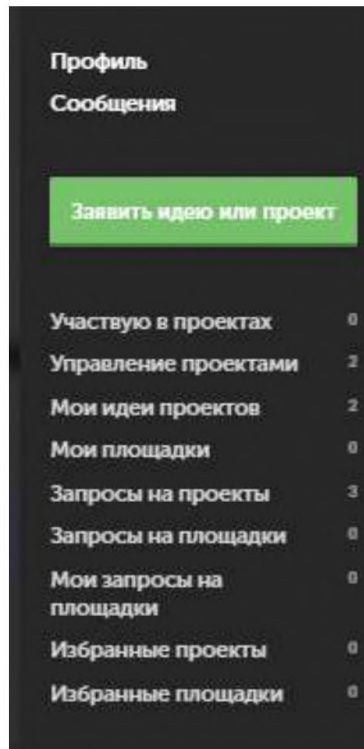 Профиль
Сообщения
Заявить идею или проект
Участвую в проектах 0
Управление проектами 2
Мои идеи проектов 2
Мои площадки 0
Запросы на проекты 3
Запросы на площадки 0
Мои запросы на 0
площадки
Избранные проекты 0
Избранные площадки 0